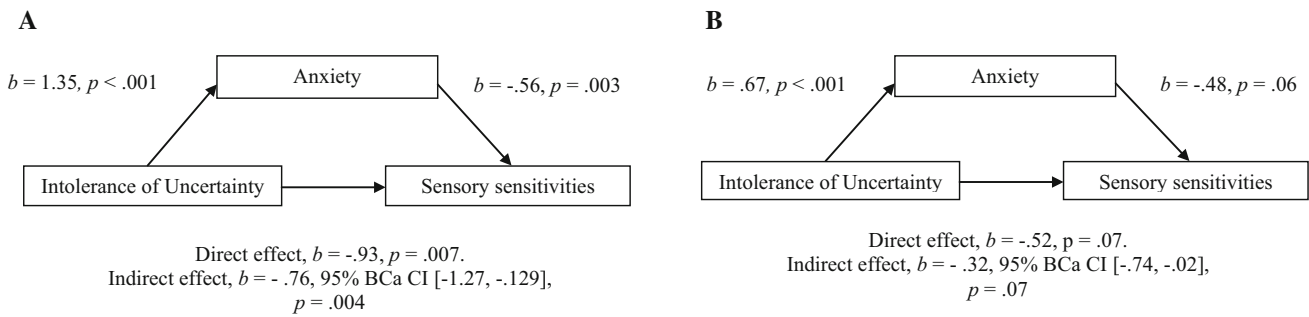 A
b = 1.35, p < .001
Anxiety
b = -.56, p = .003
Intolerance of Uncertainty
Sensory sensitivities
Direct effect, b = -.93, p = .007.
Indirect effect, b = - .76, 95% BCa CI [-1.27, -.129],
p = .004
B
b = .67, p < .001
Anxiety
b = -.48, p = .06
Intolerance of Uncertainty
Sensory sensitivities
Direct effect, b = -.52, p = .07.
Indirect effect, b = - .32, 95% BCa CI [-.74, -.02],
p = .07